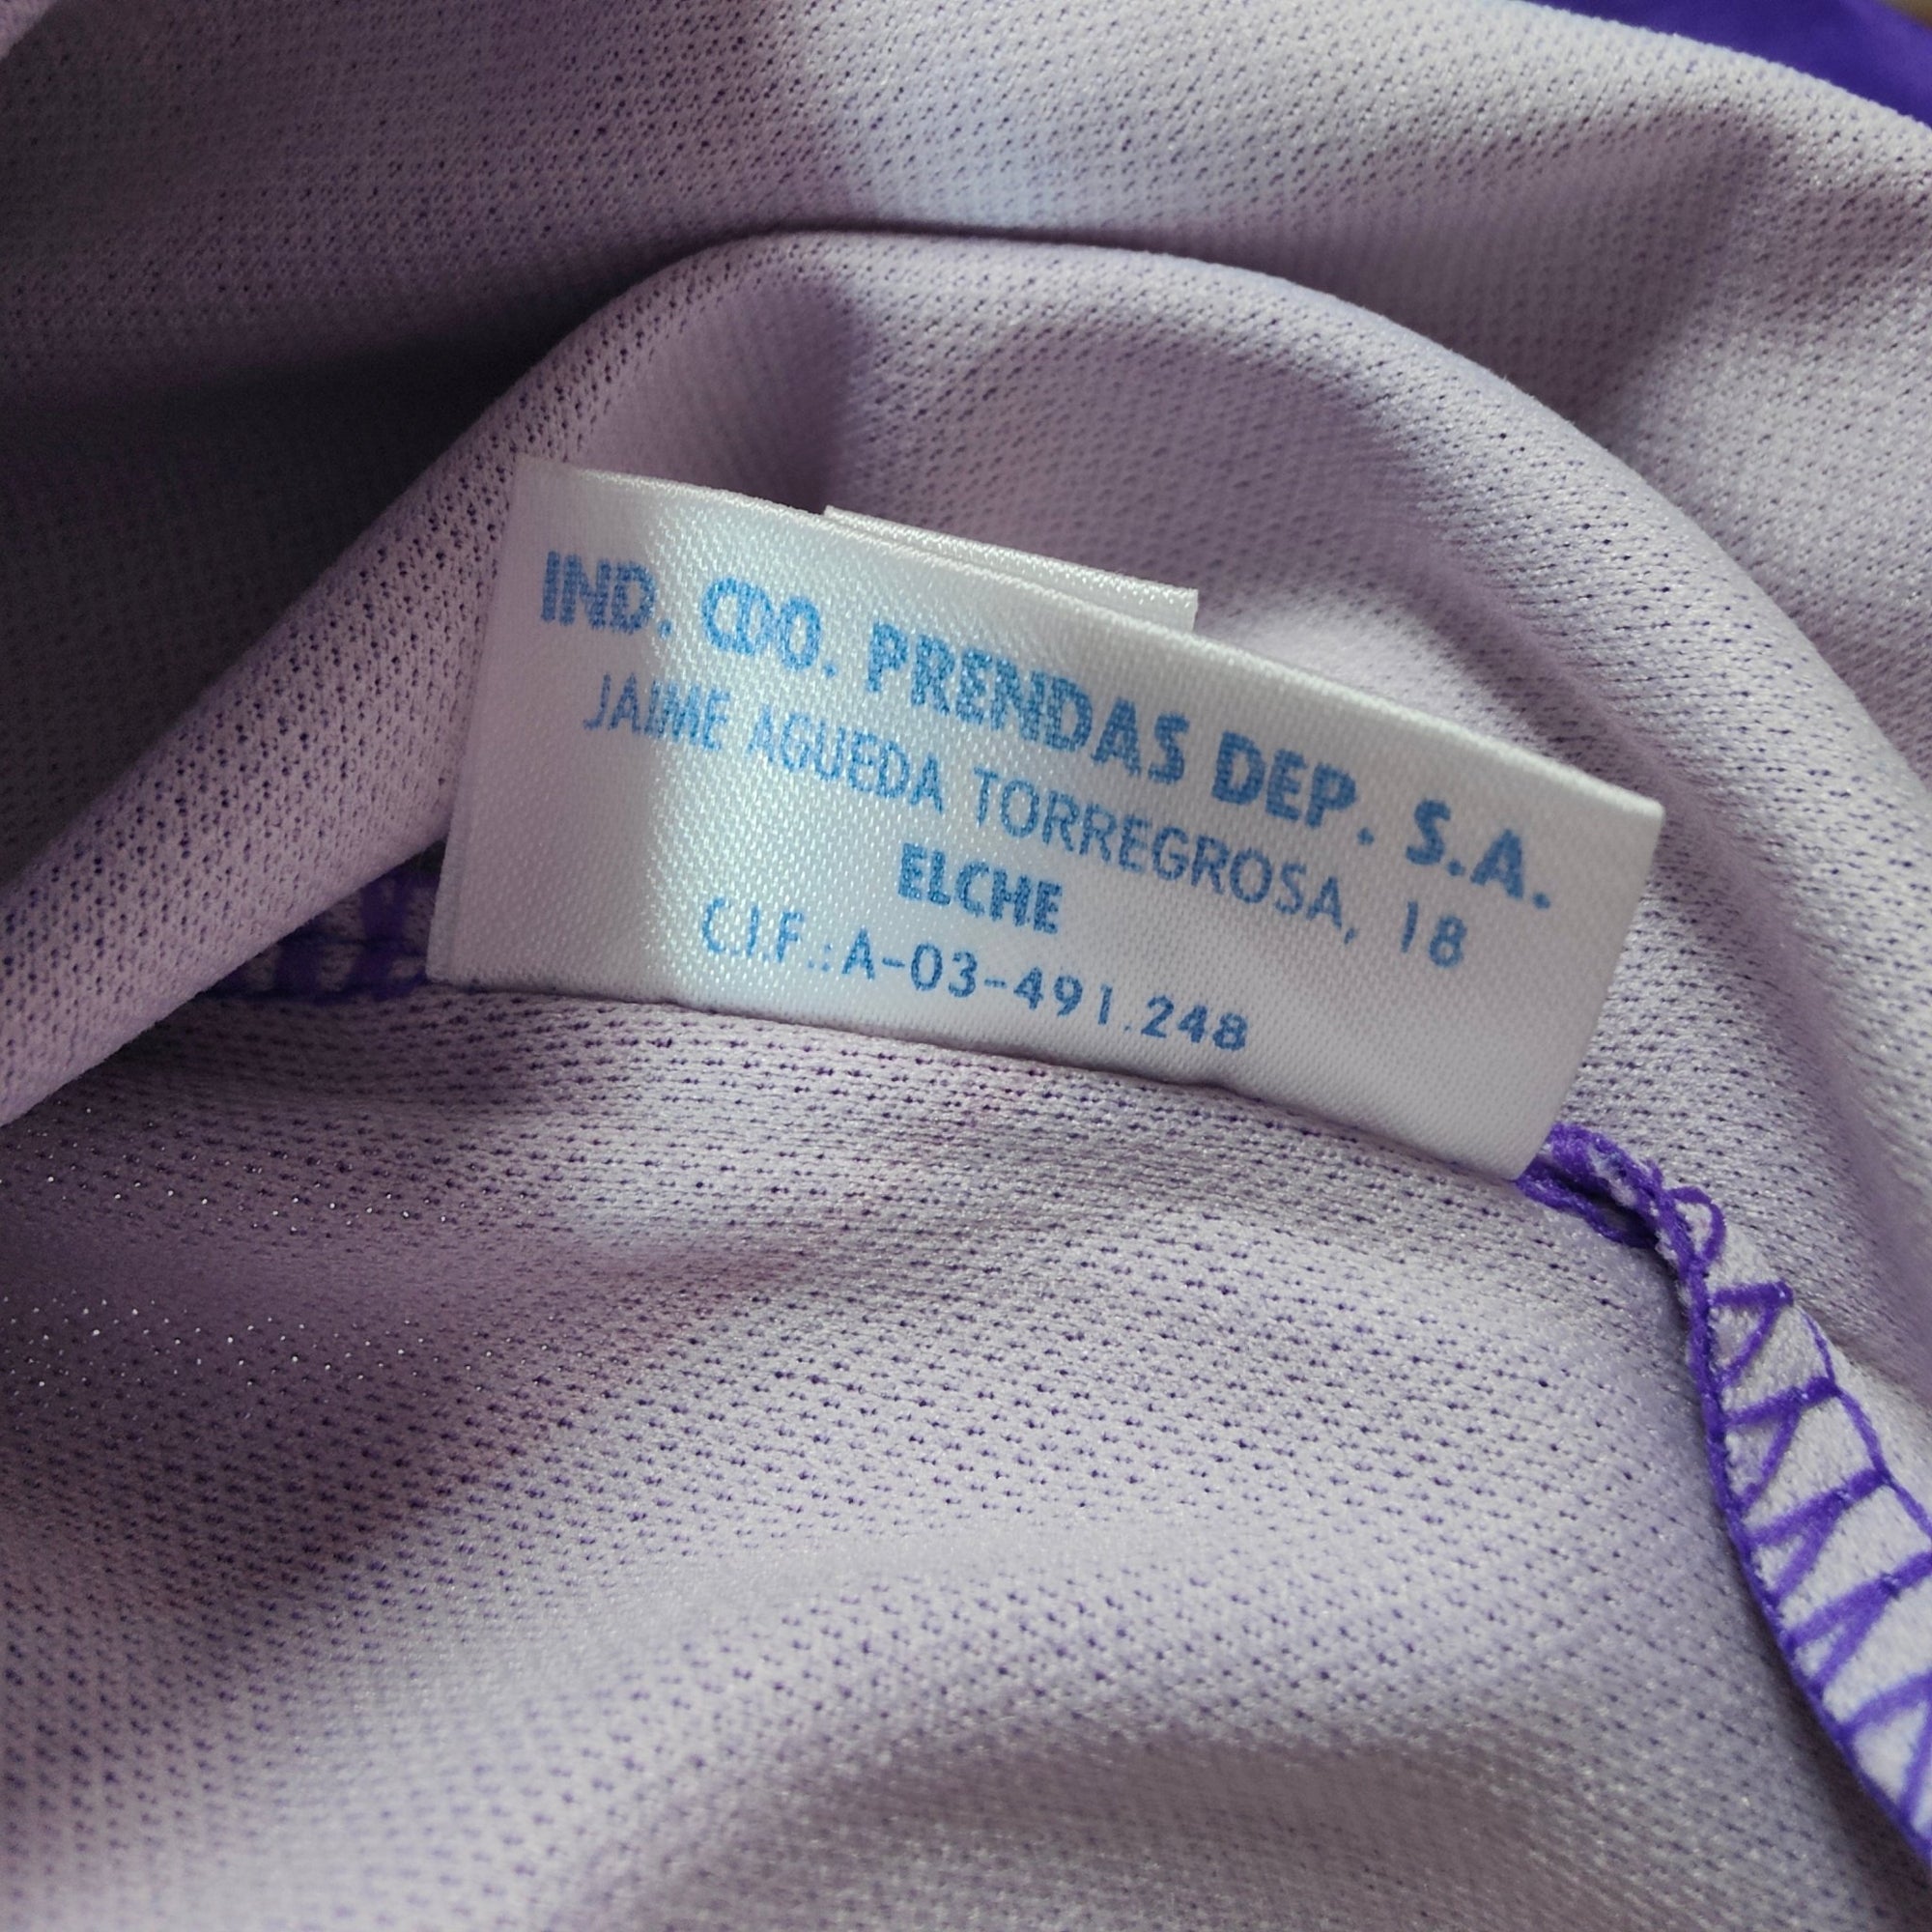 IND. CDO. PRENDAS DEP. S.A.
JAIME AGUEDA TORREGROSA, 18
ELCHE
C.I.F.: A-03-491.248